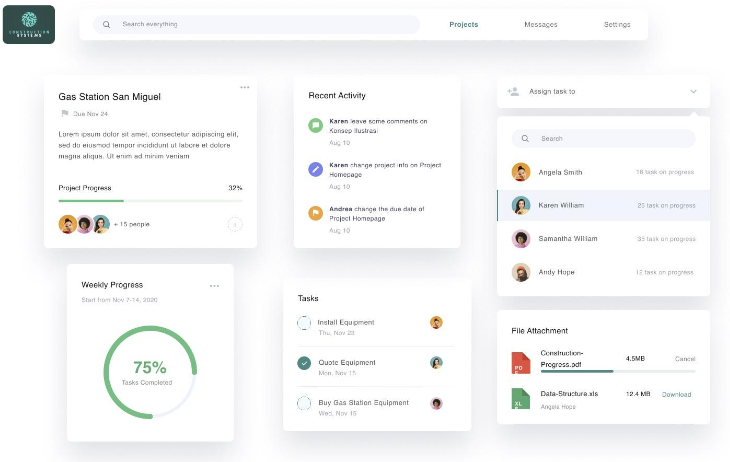 CONSTRUCTION
SYSTEMS
Search everything
Projects
Messages
Settings
Gas Station San Miguel
Due Nov 24
Lorem ipsum dolor sit amet, consectetur adipiscing elit,
sed do eiusmod tempor incididunt ut labore et dolore
magna aliqua. Ut enim ad minim veniam
Project Progress
32%
+ 15 people
Recent Activity
Karen leave some comments on
Konsep Ilustrasi
Aug 10
Karen change project info on Project
Homepage
Aug 10
Andrea change the due date of
Project Homepage
Aug 10
Assign task to
Search
Angela Smith
18 task on progress
Karen William
25 task on progress
Samantha William
35 task on progress
Andy Hope
12 task on progress
Weekly Progress
Start from Nov 7-14, 2020
75%
Tasks Completed
Tasks
Install Equipment
Thu, Nov 29
Quote Equipment
Mon, Nov 15
Buy Gas Station Equipment
Wed, Nov 16
File Attachment
Construction-
Progress.pdf
4.5MB
Cancel
Data-Structure.xls
12.4 MB
Download
Angela Hope